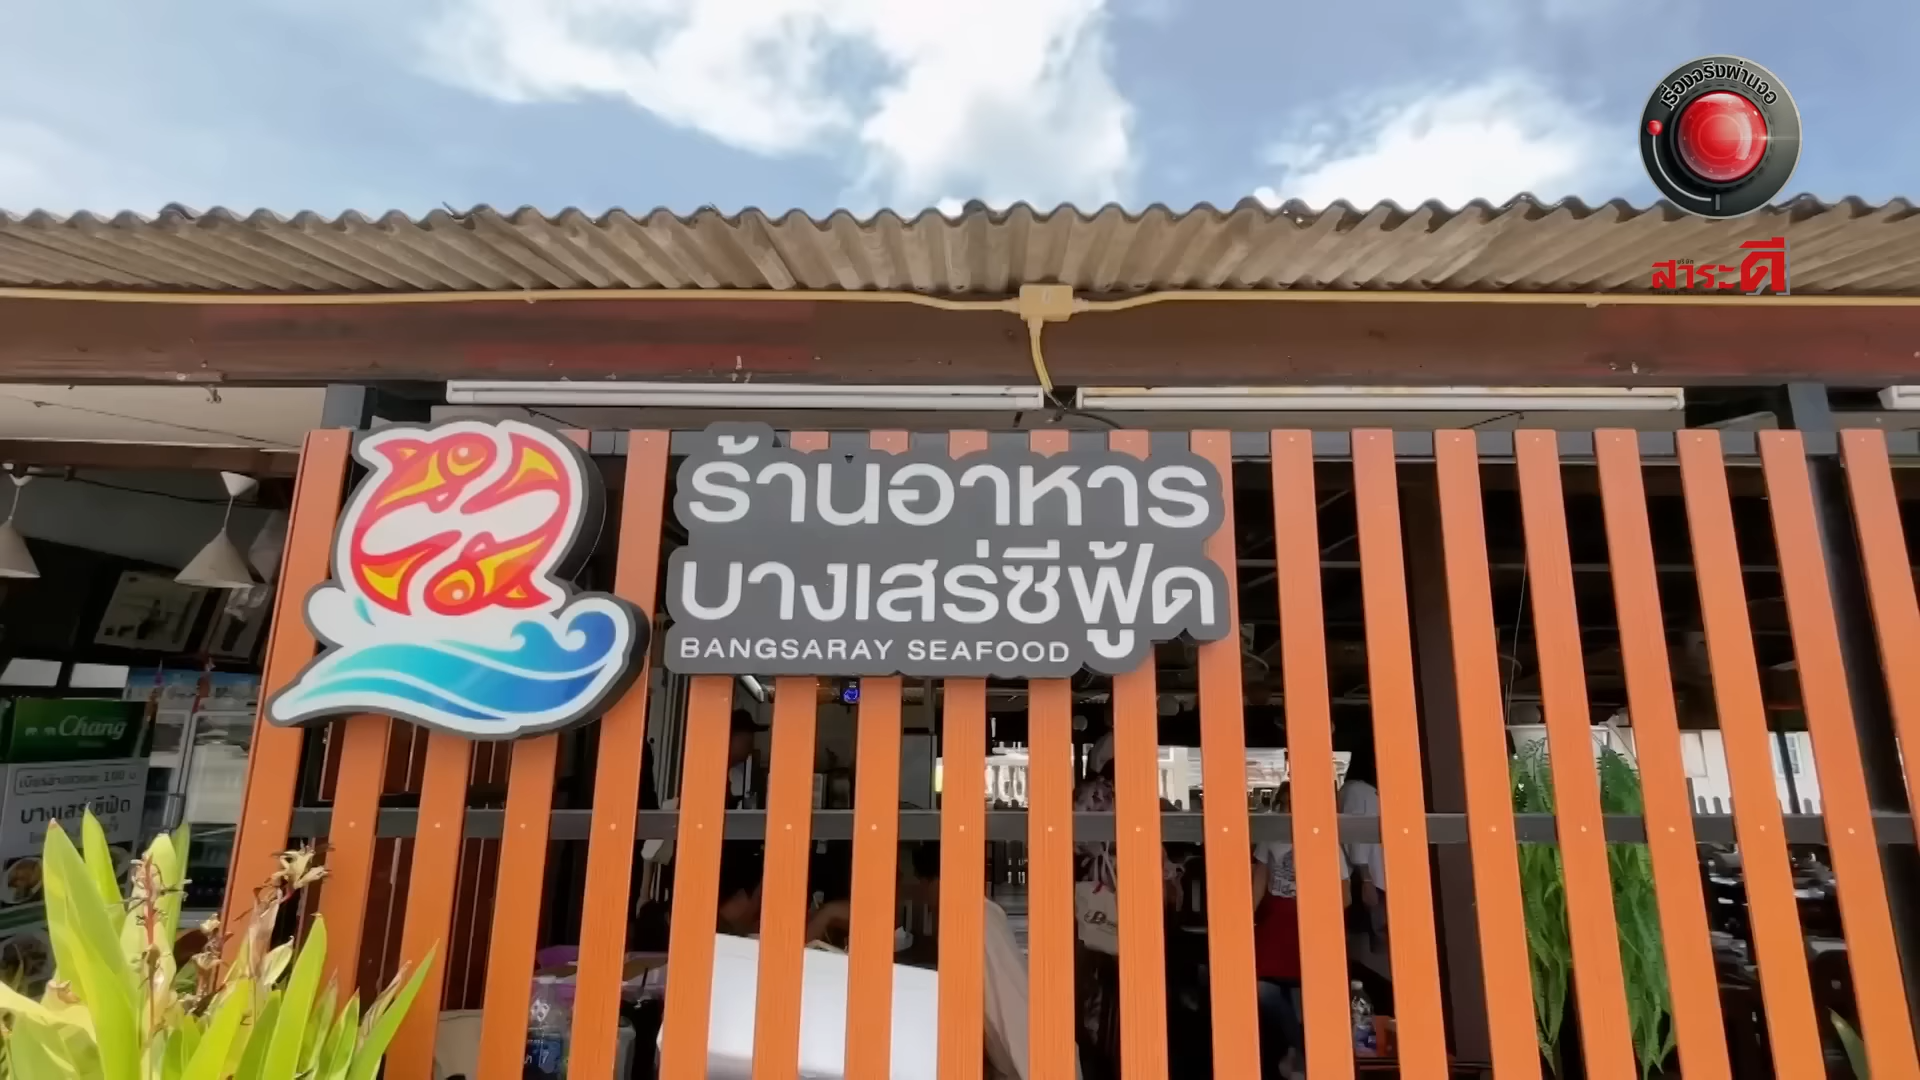 เรื่องจริงผ่านจอ
สาระดี
ร้านอาหาร
บางเสร่ซีฟู้ด
BANGSARAY SEAFOOD
Chang
บางเสร่ซีฟู้ด